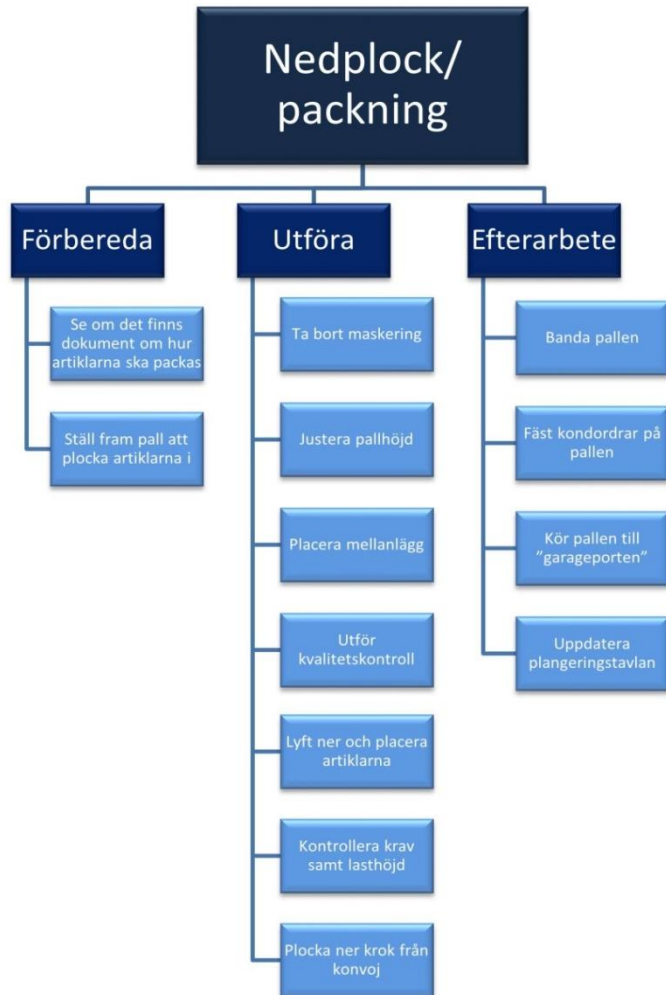 Nedplock/
packning
Förbereda
Se om det finns
dokument om hur
artiklarna ska packas
Ställ fram pall att
plocka artiklarna i
Utföra
Ta bort maskering
Justera pallhöjd
Placera mellanlägg
Utför
kvalitetskontroll
Lyft ner och placera
artiklarna
Kontrollera krav
samt lasthöjd
Plocka ner krok från
konvoj
Efterarbete
Banda pallen
Fäst kondordrar på
pallen
Kör pallen till
”garageporten”
Uppdatera
plangeringstavlan